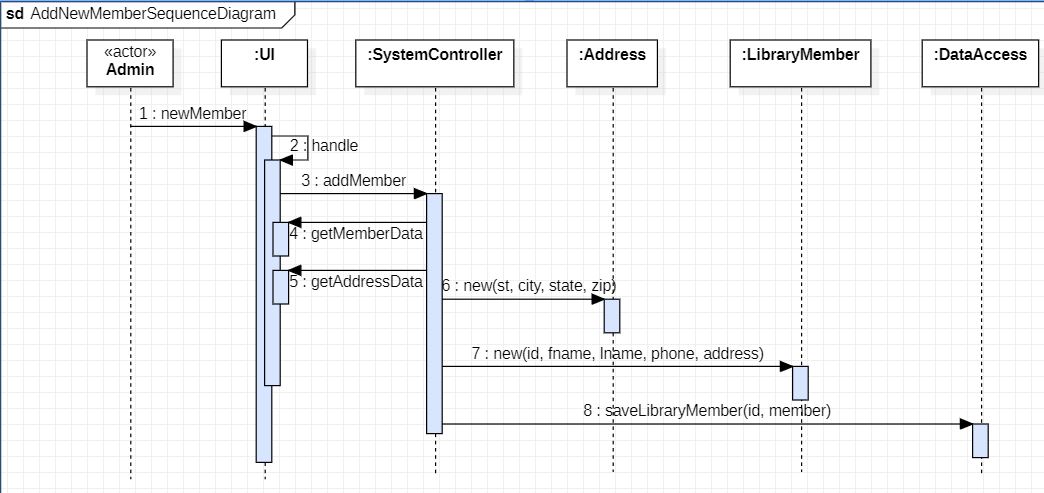 sd AddNewMemberSequenceDiagram
«actor»
Admin
:UI
:SystemController
:Address
:LibraryMember
:DataAccess
1 : newMember
2 : handle
3 : addMember
4 : getMemberData
5 : getAddressData
6 : new(st, city, state, zip)
7 : new(id, fname, lname, phone, address)
8 : saveLibraryMember(id, member)